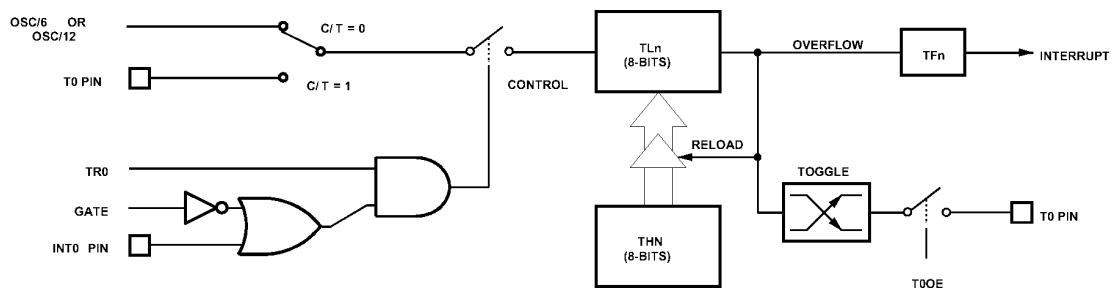 OSC/6 OR
OSC/12
C/T = 0
T0 PIN
C/T = 1
CONTROL
TLn
(8-BITS)
OVERFLOW
TFn
INTERRUPT
RELOAD
TR0
GATE
INT0 PIN
THN
(8-BITS)
TOGGLE
T0 PIN
T0OE